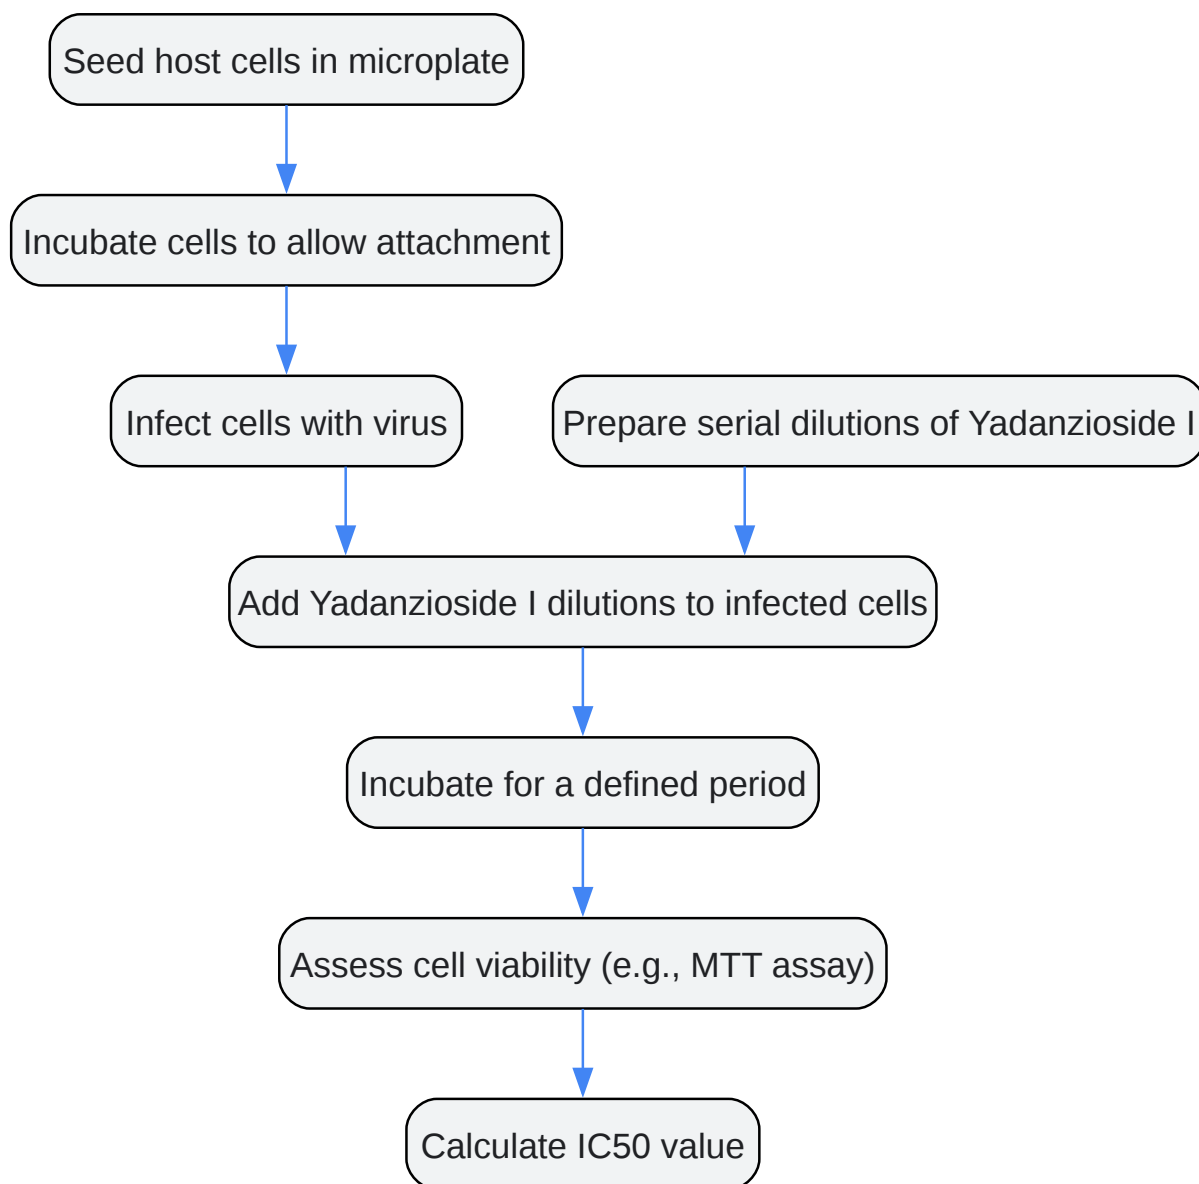 Seed host cells in microplate
Incubate cells to allow attachment
Infect cells with virus
Prepare serial dilutions of Yadanzioside I
Add Yadanzioside I dilutions to infected cells
Incubate for a defined period
Assess cell viability (e.g., MTT assay)
Calculate IC50 value